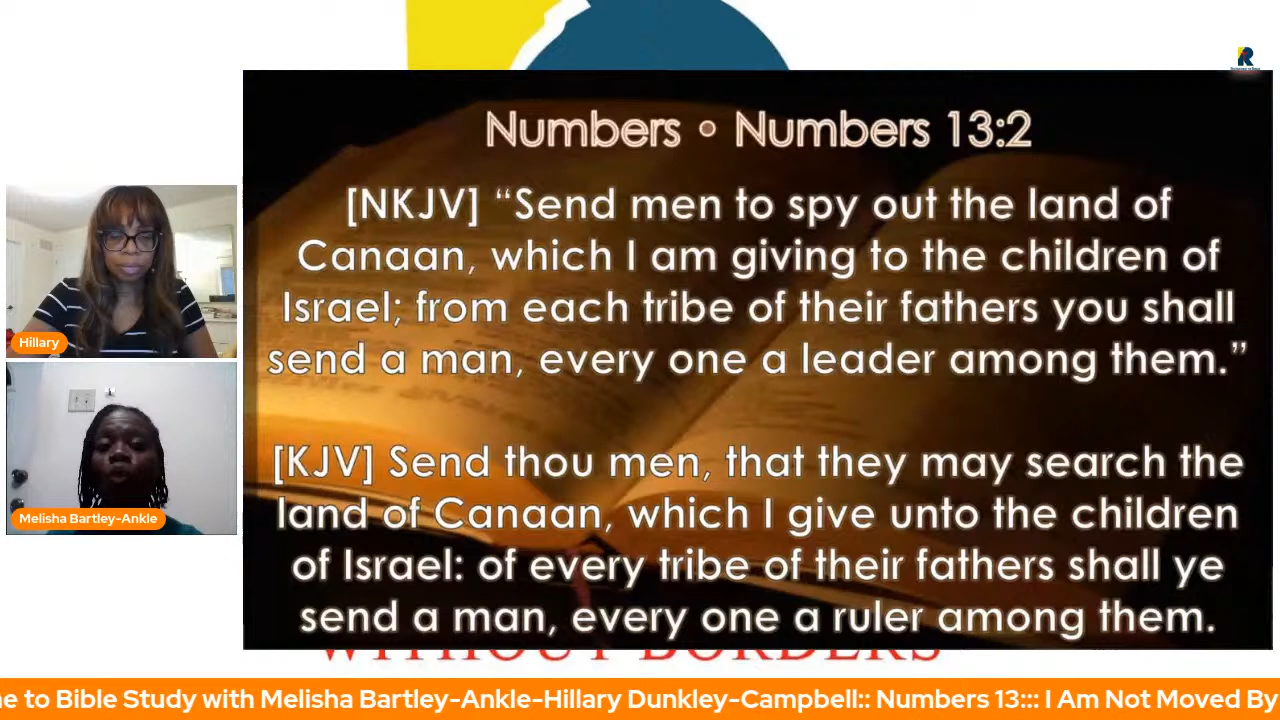 Numbers • Numbers 13:2
[NKJV] “Send men to spy out the land of
Canaan, which I am giving to the children of
Israel; from each tribe of their fathers you shall
send a man, every one a leader among them.”
[KJV] Send thou men, that they may search the
land of Canaan, which I give unto the children
of Israel: of every tribe of their fathers shall ye
send a man, every one a ruler among them.
Hillary
Melisha Bartley-Ankle
WITHOUT BORDERS
to Bible Study with Melisha Bartley-Ankle-Hillary Dunkley-Campbell:: Numbers 13::: I Am Not Moved By